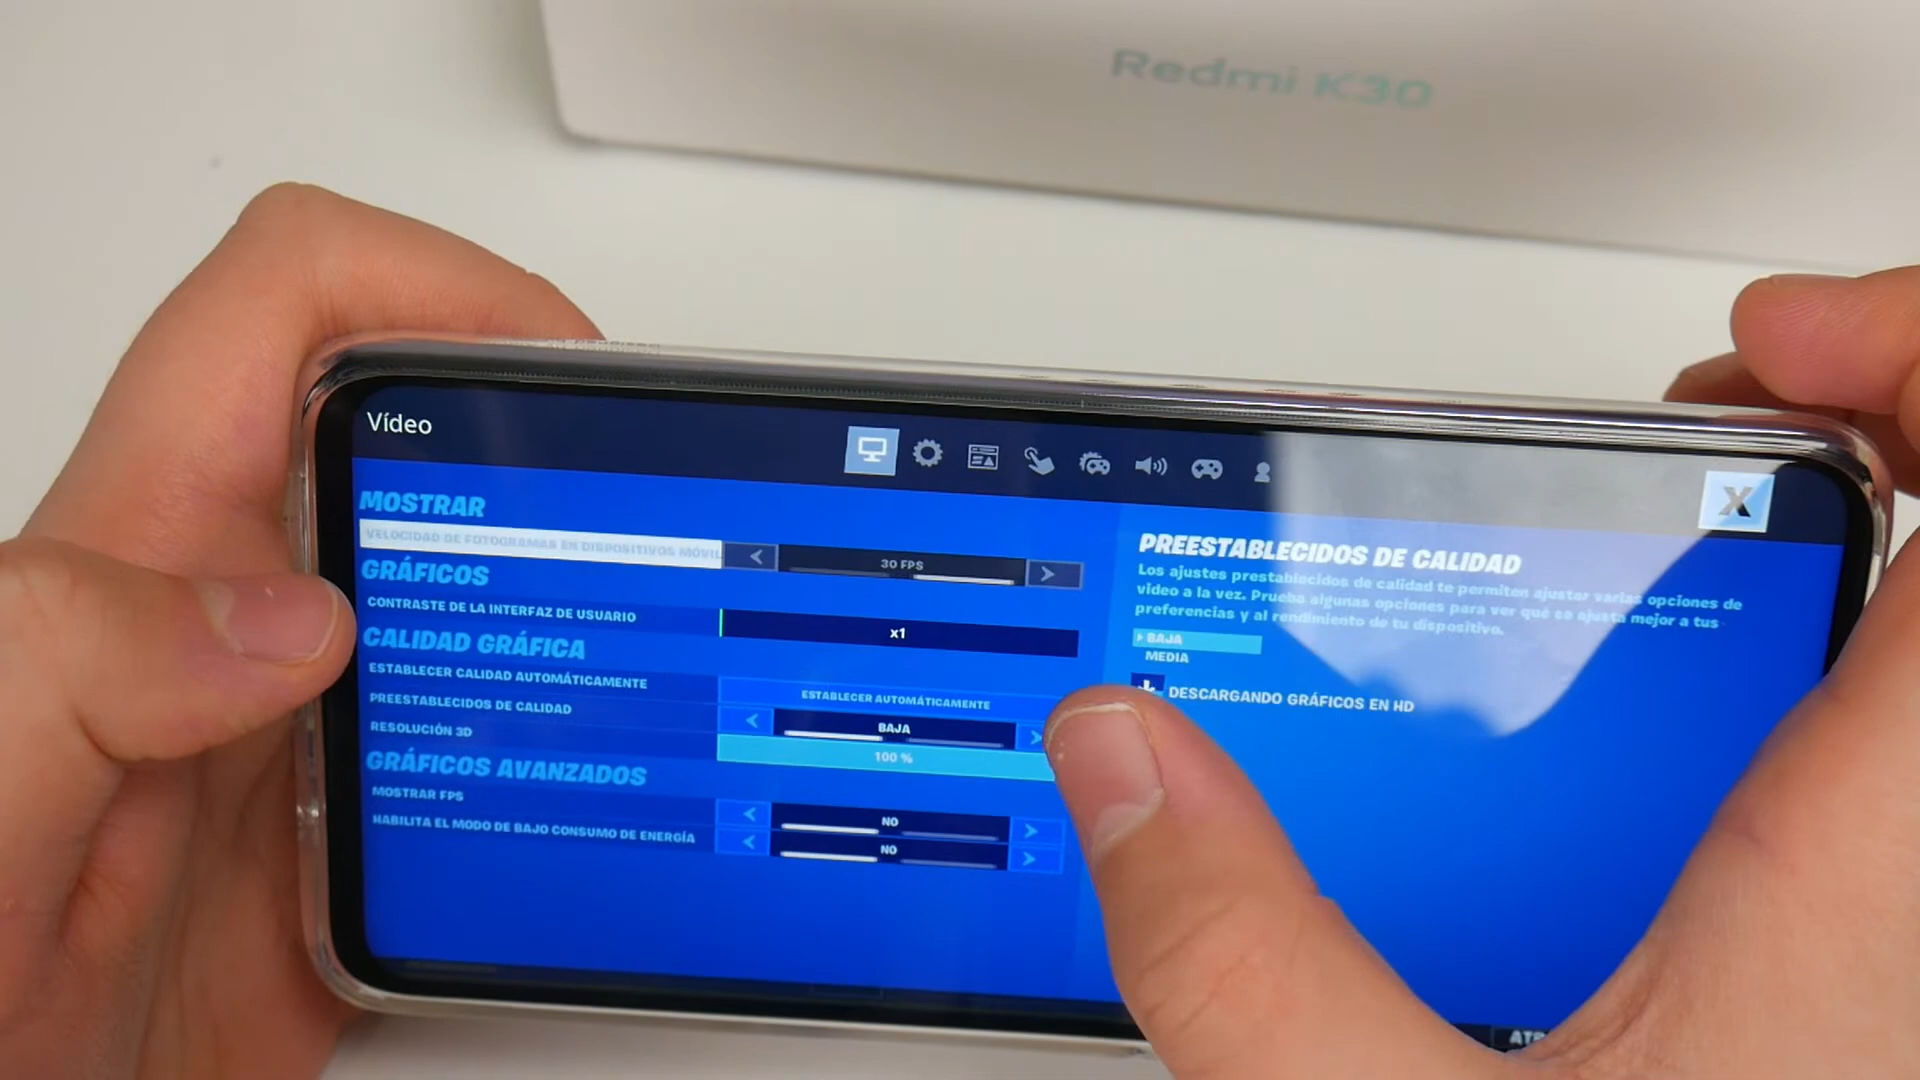 Redmi K30
Vídeo
X
MOSTRAR
VELOCIDAD DE FOTOGRAMAS EN DISPOSITIVOS MÓVIL
30 FPS
GRÁFICOS
CONTRASTE DE LA INTERFAZ DE USUARIO
x1
CALIDAD GRÁFICA
ESTABLECER CALIDAD AUTOMÁTICAMENTE
ESTABLECER AUTOMÁTICAMENTE
PREESTABLECIDOS DE CALIDAD
BAJA
RESOLUCIÓN 3D
100 %
GRÁFICOS AVANZADOS
MOSTRAR FPS
NO
HABILITA EL MODO DE BAJO CONSUMO DE ENERGÍA
NO
PREESTABLECIDOS DE CALIDAD
Los ajustes prestablecidos de calidad te permiten ajustar varias opciones de
vídeo a la vez. Prueba algunas opciones para ver qué se ajusta mejor a tus
preferencias y al rendimiento de tu dispositivo.
BAJA
MEDIA
DESCARGANDO GRÁFICOS EN HD